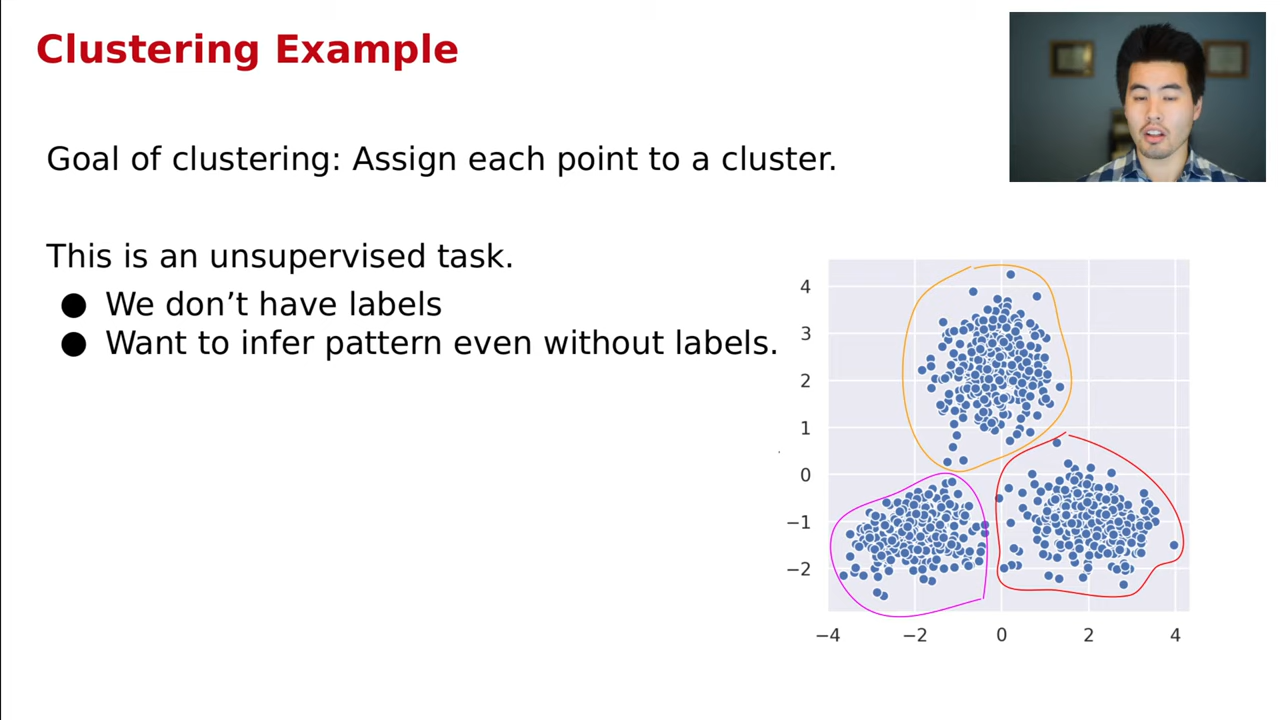 Clustering Example
Goal of clustering: Assign each point to a cluster.
This is an unsupervised task.
● We don’t have labels
● Want to infer pattern even without labels.
4
3
2
1
0
−1
−2
−4 −2 0 2 4